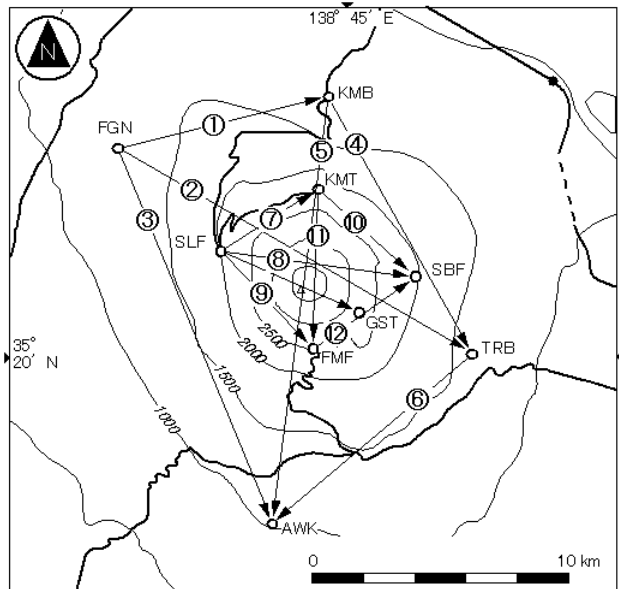 138° 45' E
N
KMB
①
④
FGN
⑤
②
KMT
③
⑦
⑩
⑪
SLF
⑧
SBF
⑨
GST
⑫
2500
35°
20' N
2000
FMF
TRB
1500
⑥
1000
AWK
0
10 km